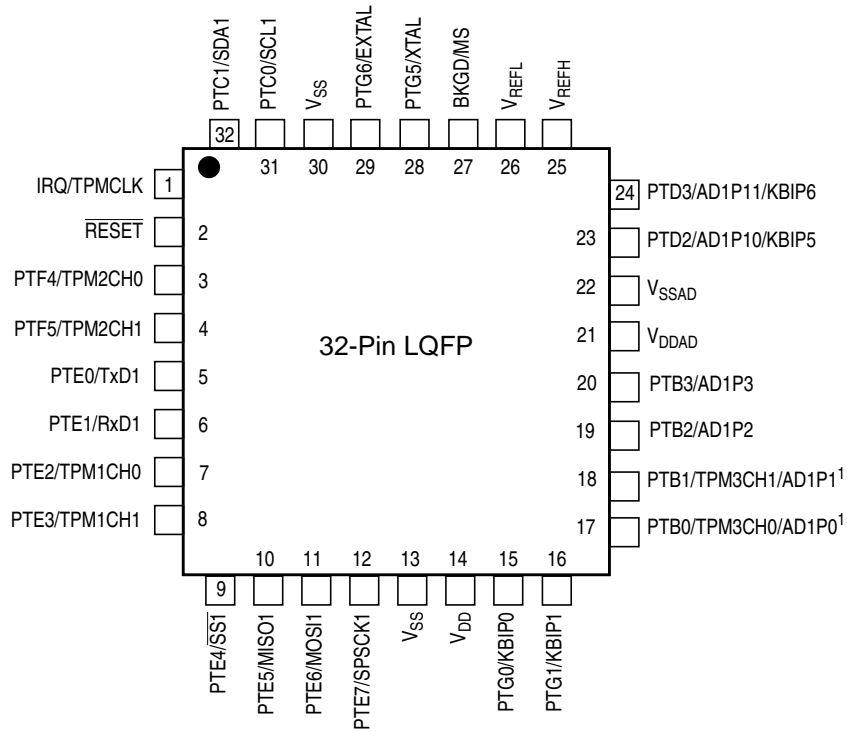 PTC1/SDA1
PTC0/SCL1
VSS
PTG6/EXTAL
PTG5/XTAL
BKGD/MS
VREFL
VREFH
32
31
30
29
28
27
26
25
IRQ/TPMCLK 1
RESET 2
PTF4/TPM2CH0 3
PTF5/TPM2CH1 4
PTE0/TxD1 5
PTE1/RxD1 6
PTE2/TPM1CH0 7
PTE3/TPM1CH1 8
32-Pin LQFP
24 PTD3/AD1P11/KBIP6
23 PTD2/AD1P10/KBIP5
22 VSSAD
21 VDDAD
20 PTB3/AD1P3
19 PTB2/AD1P2
18 PTB1/TPM3CH1/AD1P1¹
17 PTB0/TPM3CH0/AD1P0¹
9
10
11
12
13
14
15
16
PTE4/SS1
PTE5/MISO1
PTE6/MOSI1
PTE7/SPSCK1
VSS
VDD
PTG0/KBIP0
PTG1/KBIP1